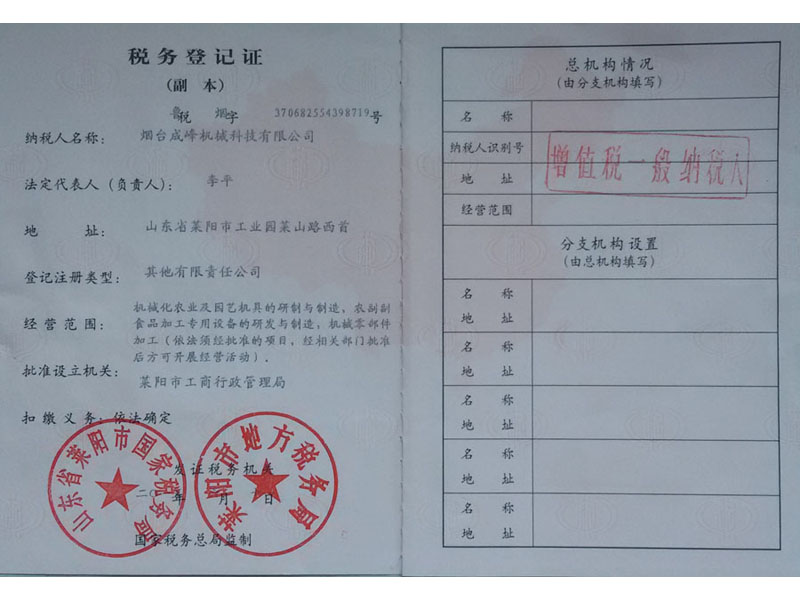 税务登记证
（副 本）
鲁税 烟字 370682554398719号
纳税人名称： 烟台成峰机械科技有限公司
法定代表人（负责人）： 李平
地 址： 山东省莱阳市工业园莱山路西首
登记注册类型： 其他有限责任公司
经营范围： 机械化农业及园艺机具的研制与制造，农副副
食品加工专用设备的研发与制造，机械零部件
加工（依法须经批准的项目，经相关部门批准
后方可开展经营活动）。
批准设立机关： 莱阳市工商行政管理局
扣缴义务：依法确定
发证税务机关
二〇 年 月 日
国家税务总局监制
山东省莱阳市国家税务局
莱阳市地方税务局
总机构情况
（由分支机构填写）
名 称
纳税人识别号
地 址
经营范围
增值税一般纳税人
分支机构设置
（由总机构填写）
名 称
地 址
名 称
地 址
名 称
地 址
名 称
地 址
名 称
地 址